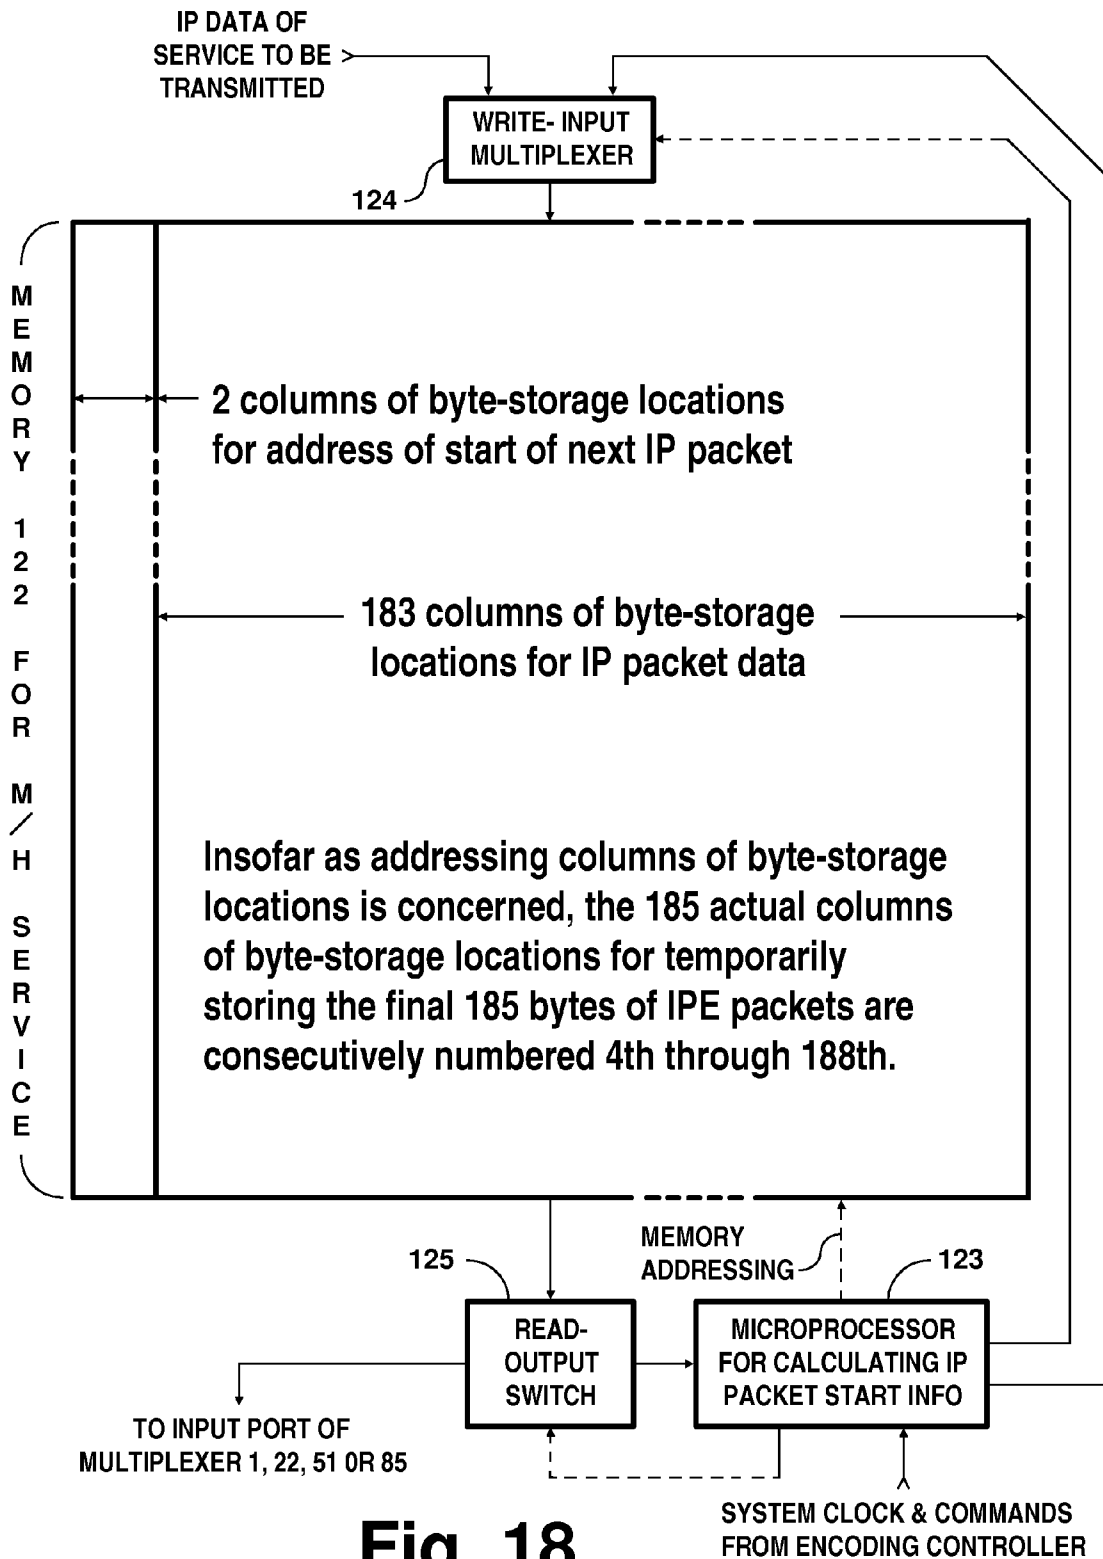 IP DATA OF
SERVICE TO BE
TRANSMITTED
WRITE- INPUT
MULTIPLEXER
124
MEMORY 122 FOR M/H SERVICE
2 columns of byte-storage locations
for address of start of next IP packet
183 columns of byte-storage
locations for IP packet data
Insofar as addressing columns of byte-storage
locations is concerned, the 185 actual columns
of byte-storage locations for temporarily
storing the final 185 bytes of IPE packets are
consecutively numbered 4th through 188th.
MEMORY
ADDRESSING
125
123
READ-
OUTPUT
SWITCH
MICROPROCESSOR
FOR CALCULATING IP
PACKET START INFO
TO INPUT PORT OF
MULTIPLEXER 1, 22, 51 0R 85
SYSTEM CLOCK & COMMANDS
FROM ENCODING CONTROLLER
Fig. 18